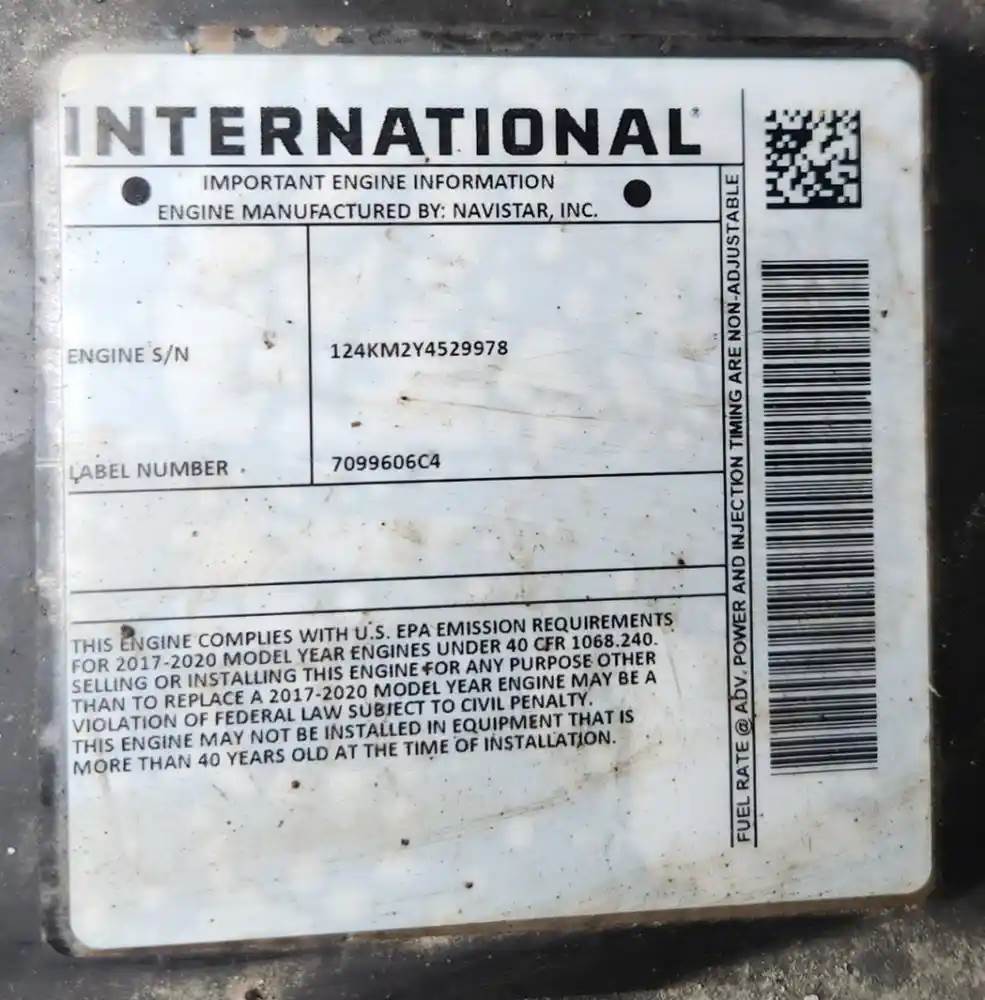 INTERNATIONAL®
IMPORTANT ENGINE INFORMATION
ENGINE MANUFACTURED BY: NAVISTAR, INC.
ENGINE S/N 124KM2Y4529978
LABEL NUMBER 7099606C4
THIS ENGINE COMPLIES WITH U.S. EPA EMISSION REQUIREMENTS
FOR 2017-2020 MODEL YEAR ENGINES UNDER 40 CFR 1068.240.
SELLING OR INSTALLING THIS ENGINE FOR ANY PURPOSE OTHER
THAN TO REPLACE A 2017-2020 MODEL YEAR ENGINE MAY BE A
VIOLATION OF FEDERAL LAW SUBJECT TO CIVIL PENALTY.
THIS ENGINE MAY NOT BE INSTALLED IN EQUIPMENT THAT IS
MORE THAN 40 YEARS OLD AT THE TIME OF INSTALLATION.
FUEL RATE @ ADV. POWER AND INJECTION TIMING ARE NON-ADJUSTABLE